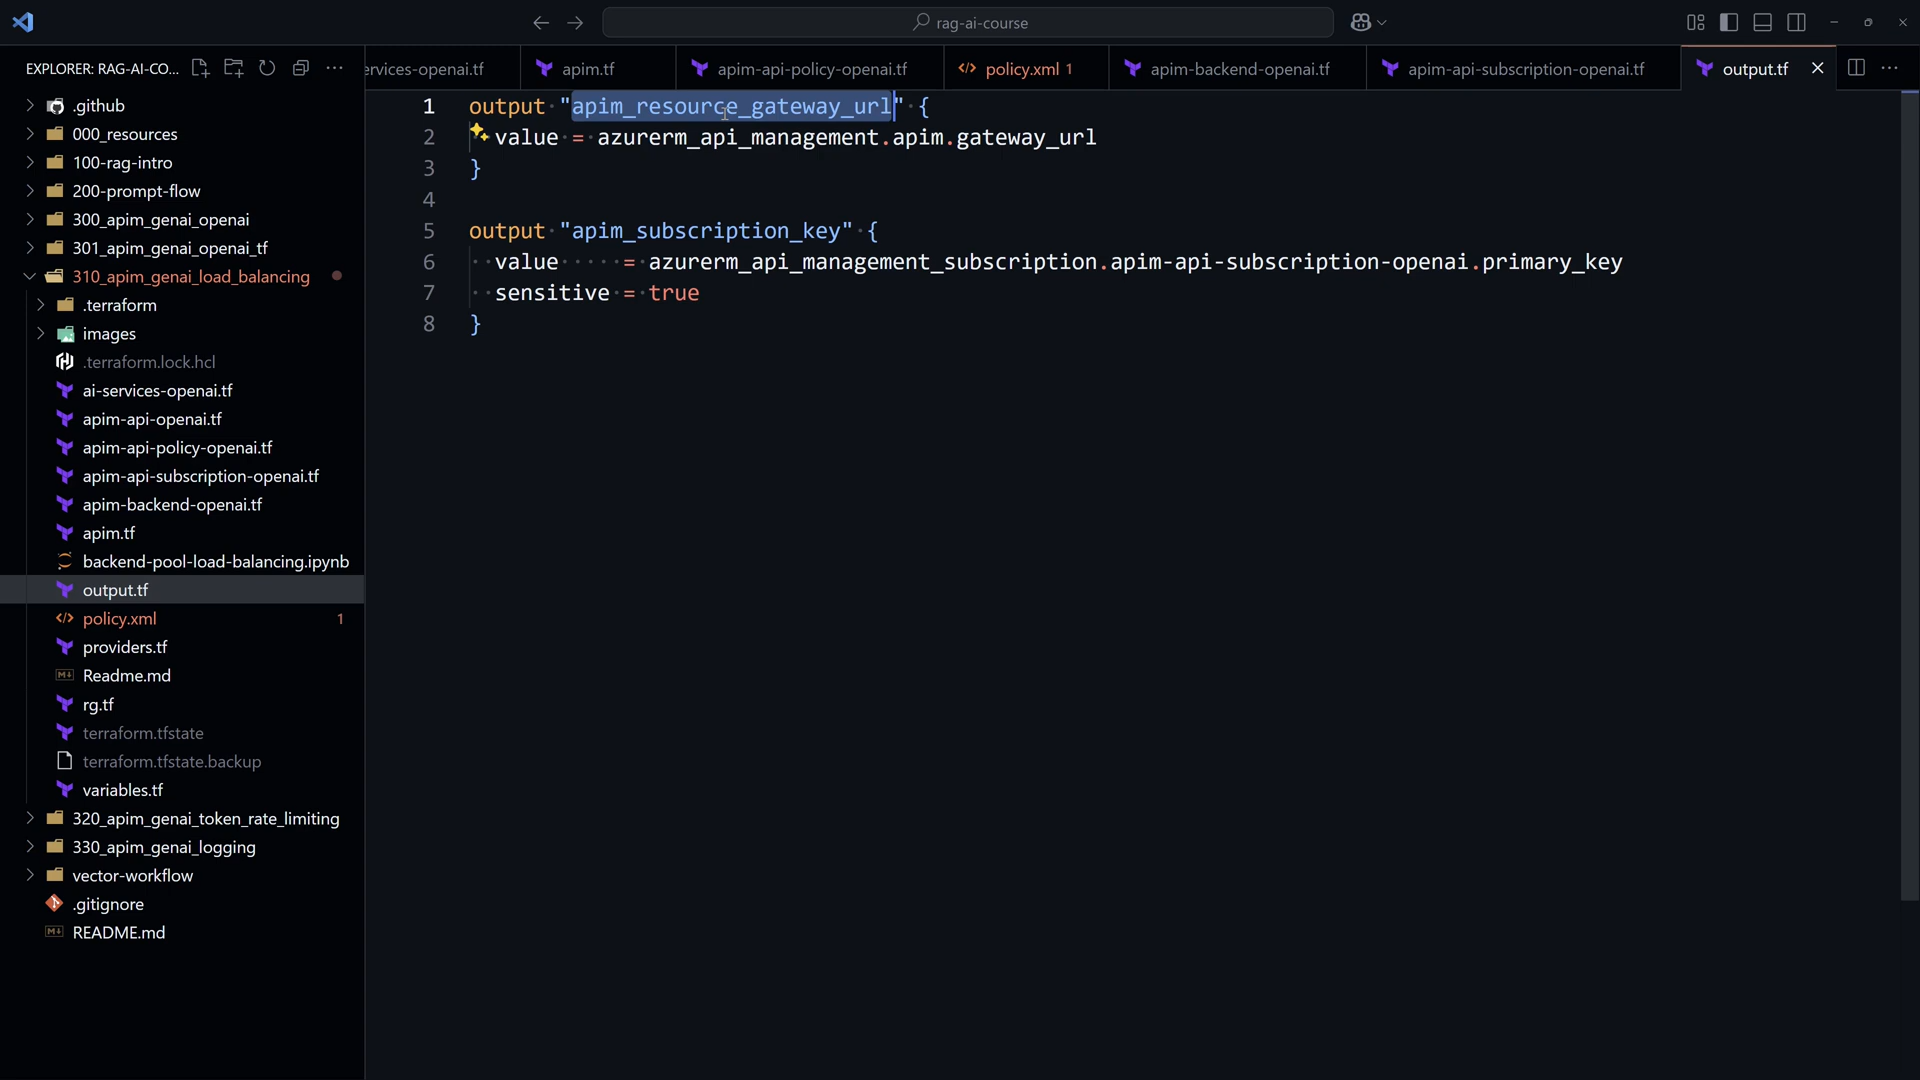 rag-ai-course
EXPLORER: RAG-AI-CO...
ervices-openai.tf
apim.tf
apim-api-policy-openai.tf
policy.xml 1
apim-backend-openai.tf
apim-api-subscription-openai.tf
output.tf
.github
000_resources
100-rag-intro
200-prompt-flow
300_apim_genai_openai
301_apim_genai_openai_tf
310_apim_genai_load_balancing
.terraform
images
.terraform.lock.hcl
ai-services-openai.tf
apim-api-openai.tf
apim-api-policy-openai.tf
apim-api-subscription-openai.tf
apim-backend-openai.tf
apim.tf
backend-pool-load-balancing.ipynb
output.tf
policy.xml 1
providers.tf
Readme.md
rg.tf
terraform.tfstate
terraform.tfstate.backup
variables.tf
320_apim_genai_token_rate_limiting
330_apim_genai_logging
vector-workflow
.gitignore
README.md
1 output "apim_resource_gateway_url" {
2 value = azurerm_api_management.apim.gateway_url
3 }
4
5 output "apim_subscription_key" {
6 value = azurerm_api_management_subscription.apim-api-subscription-openai.primary_key
7 sensitive = true
8 }